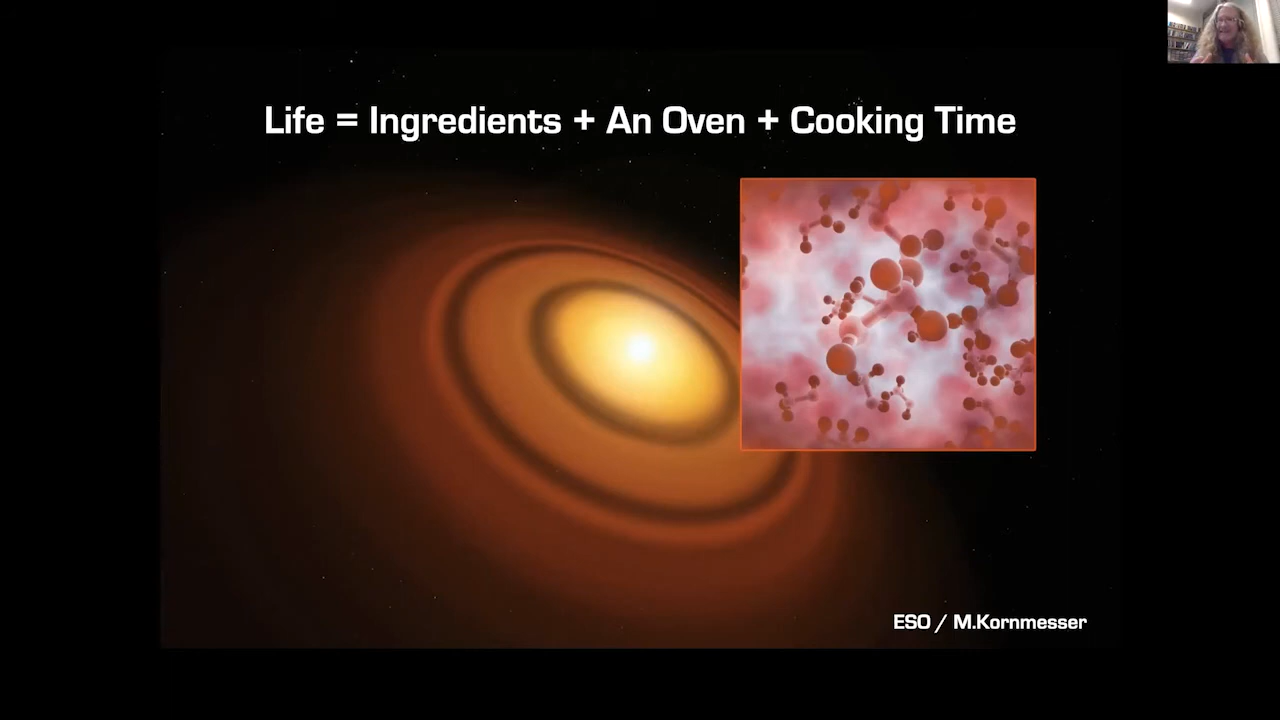 Life = Ingredients + An Oven + Cooking Time
ESO / M.Kornmesser